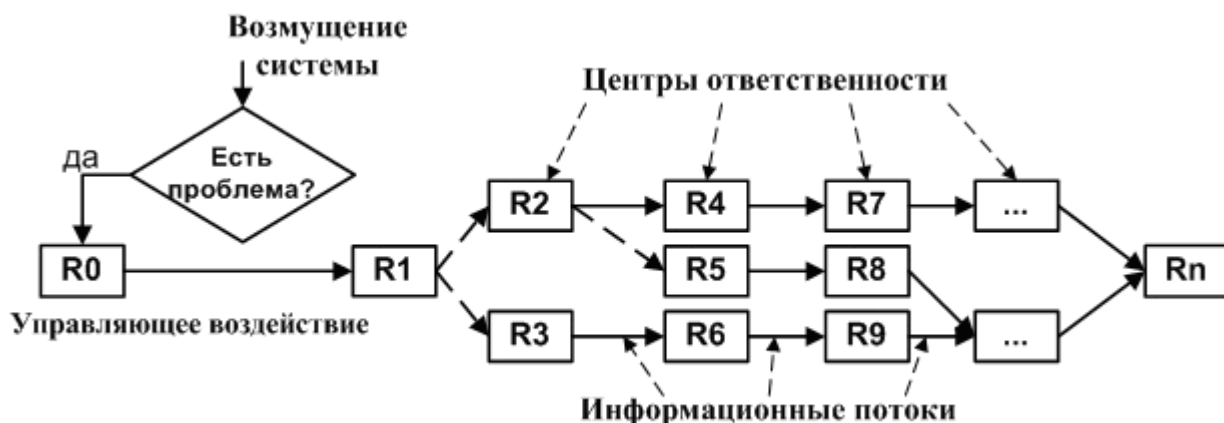 Возмущение
системы
Центры ответственности
да
Есть
проблема?
R2
R4
R7
...
R0
R1
R5
R8
Rn
Управляющее воздействие
R3
R6
R9
...
Информационные потоки